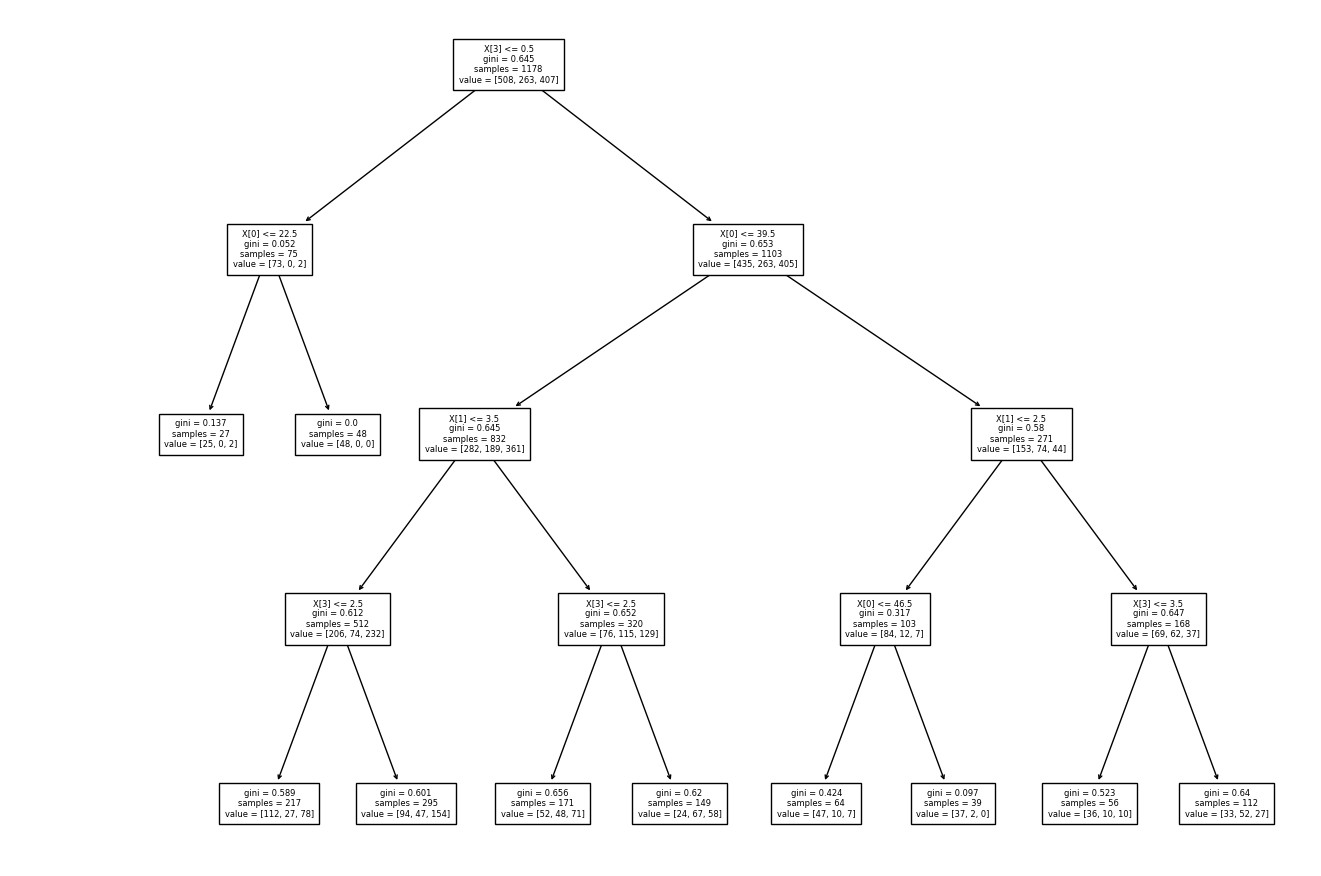 X[3] <= 0.5
gini = 0.645
samples = 1178
value = [508, 263, 407]
X[0] <= 22.5
gini = 0.052
samples = 75
value = [73, 0, 2]
X[0] <= 39.5
gini = 0.653
samples = 1103
value = [435, 263, 405]
gini = 0.137
samples = 27
value = [25, 0, 2]
gini = 0.0
samples = 48
value = [48, 0, 0]
X[1] <= 3.5
gini = 0.645
samples = 832
value = [282, 189, 361]
X[1] <= 2.5
gini = 0.58
samples = 271
value = [153, 74, 44]
X[3] <= 2.5
gini = 0.612
samples = 512
value = [206, 74, 232]
X[3] <= 2.5
gini = 0.652
samples = 320
value = [76, 115, 129]
X[0] <= 46.5
gini = 0.317
samples = 103
value = [84, 12, 7]
X[3] <= 3.5
gini = 0.647
samples = 168
value = [69, 62, 37]
gini = 0.589
samples = 217
value = [112, 27, 78]
gini = 0.601
samples = 295
value = [94, 47, 154]
gini = 0.656
samples = 171
value = [52, 48, 71]
gini = 0.62
samples = 149
value = [24, 67, 58]
gini = 0.424
samples = 64
value = [47, 10, 7]
gini = 0.097
samples = 39
value = [37, 2, 0]
gini = 0.523
samples = 56
value = [36, 10, 10]
gini = 0.64
samples = 112
value = [33, 52, 27]